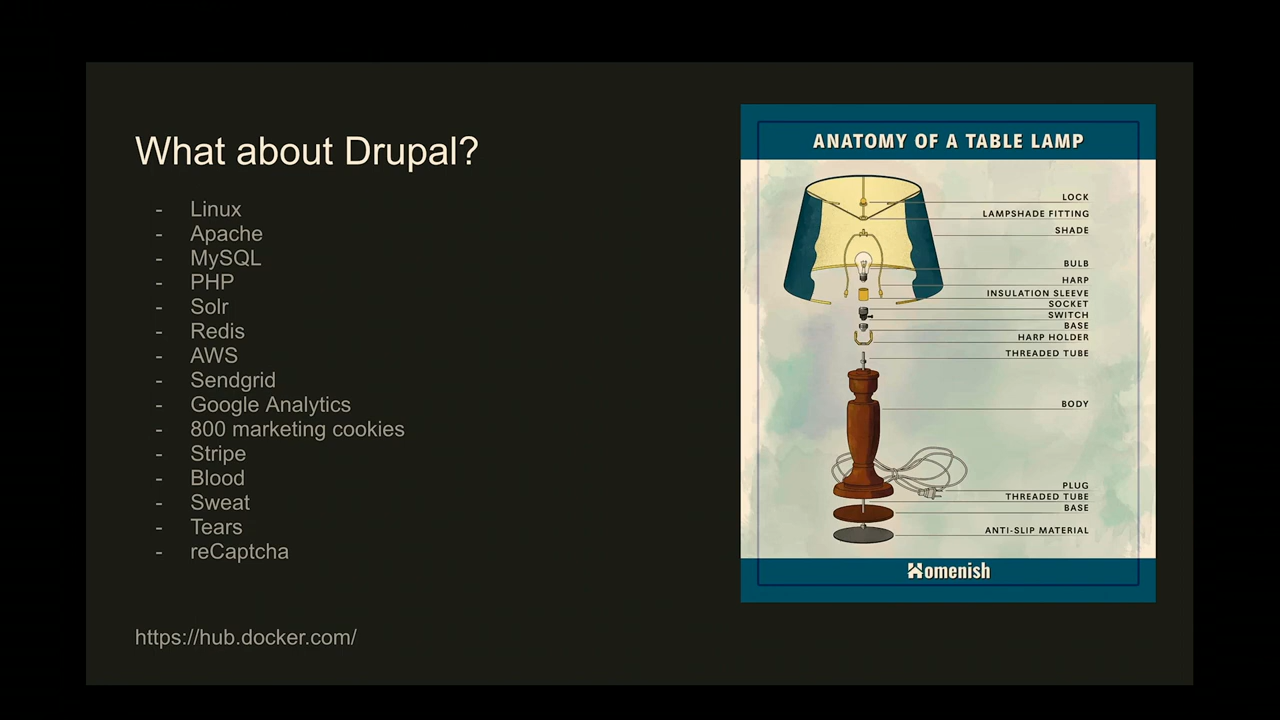 What about Drupal?
- Linux
- Apache
- MySQL
- PHP
- Solr
- Redis
- AWS
- Sendgrid
- Google Analytics
- 800 marketing cookies
- Stripe
- Blood
- Sweat
- Tears
- reCaptcha
https://hub.docker.com/
ANATOMY OF A TABLE LAMP
LOCK
LAMPSHADE FITTING
SHADE
BULB
HARP
INSULATION SLEEVE
SOCKET
SWITCH
BASE
HARP HOLDER
THREADED TUBE
BODY
PLUG
THREADED TUBE
BASE
ANTI-SLIP MATERIAL
Homenish